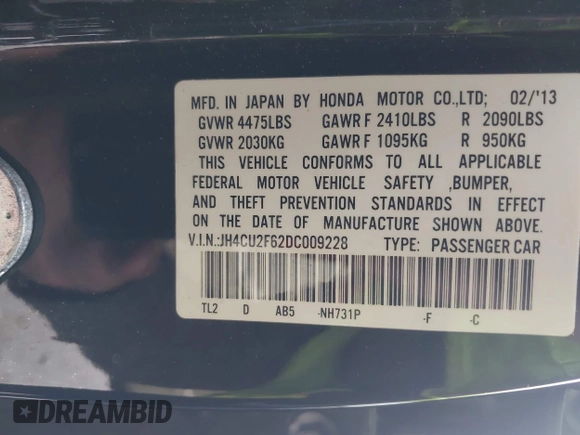 MFD. IN JAPAN BY HONDA MOTOR CO.,LTD; 02/'13
GVWR 4475LBS GAWR F 2410LBS R 2090LBS
GVWR 2030KG GAWR F 1095KG R 950KG
THIS VEHICLE CONFORMS TO ALL APPLICABLE
FEDERAL MOTOR VEHICLE SAFETY ,BUMPER,
AND THEFT PREVENTION STANDARDS IN EFFECT
ON THE DATE OF MANUFACTURE SHOWN ABOVE.
V.I.N.:JH4CU2F62DC009228 TYPE: PASSENGER CAR
TL2 D AB5 -NH731P -F -C
DREAMBID